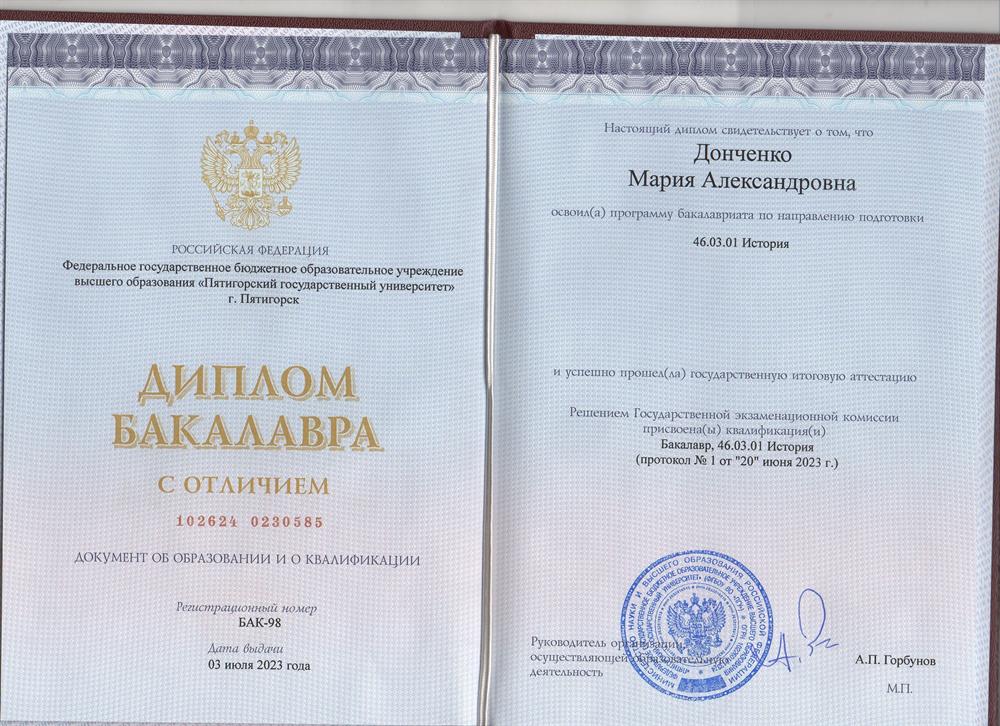 РОССИЙСКАЯ ФЕДЕРАЦИЯ
Федеральное государственное бюджетное образовательное учреждение
высшего образования «Пятигорский государственный университет»
г. Пятигорск
ДИПЛОМ
БАКАЛАВРА
С ОТЛИЧИЕМ
102624 0230585
ДОКУМЕНТ ОБ ОБРАЗОВАНИИ И О КВАЛИФИКАЦИИ
Регистрационный номер
БАК-98
Дата выдачи
03 июля 2023 года
Настоящий диплом свидетельствует о том, что
Донченко
Мария Александровна
освоил(а) программу бакалавриата по направлению подготовки
46.03.01 История
и успешно прошел(ла) государственную итоговую аттестацию
Решением Государственной экзаменационной комиссии
присвоена(ы) квалификация(и)
Бакалавр, 46.03.01 История
(протокол № 1 от "20" июня 2023 г.)
Руководитель организации,
осуществляющей образовательную
деятельность
А.П. Горбунов
М.П.